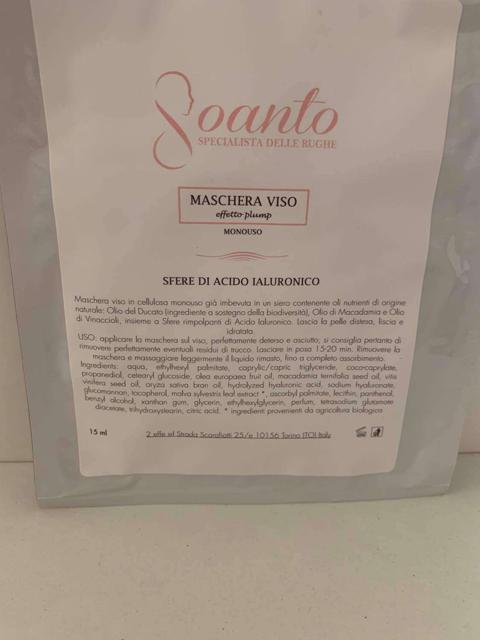 Soanto
SPECIALISTA DELLE RUGHE
MASCHERA VISO
effetto plump
MONOUSO
SFERE DI ACIDO IALURONICO
Maschera viso in cellulosa monouso già imbevuta in un siero contenente oli nutrienti di origine
naturale: Olio del Ducato (ingrediente a sostegno della biodiversità), Olio di Macadamia e Olio
di Vinaccioli, insieme a Sfere rimpolpanti di Acido Ialuronico. Lascia la pelle distesa, liscia e
idratata.
USO: applicare la maschera sul viso, perfettamente deterso e asciutto; si consiglia pertanto di
rimuovere perfettamente eventuali residui di trucco. Lasciare in posa 15-20 min. Rimuovere la
maschera e massaggiare leggermente il liquido rimasto, fino a completo assorbimento.
Ingredients: aqua, ethylhexyl palmitate, caprylic/capric triglyceride, coco-caprylate,
propanediol, cetearyl glucoside, olea europaea fruit oil, macadamia ternifolia seed oil, vitis
vinifera seed oil, oryza sativa bran oil, hydrolyzed hyaluronic acid, sodium hyaluronate,
glucomannan, tocopherol, malva sylvestris leaf extract *, ascorbyl palmitate, lecithin, panthenol,
benzyl alcohol, xanthan gum, glycerin, ethylhexylglycerin, perfum, tetrasodium glutamate
diacetate, trihydroxystearin, citric acid. * ingredienti provenienti da agricoltura biologica
15 ml
2 effe srl Strada Scarafiotti 25/e 10156 Torino (TO) Italy